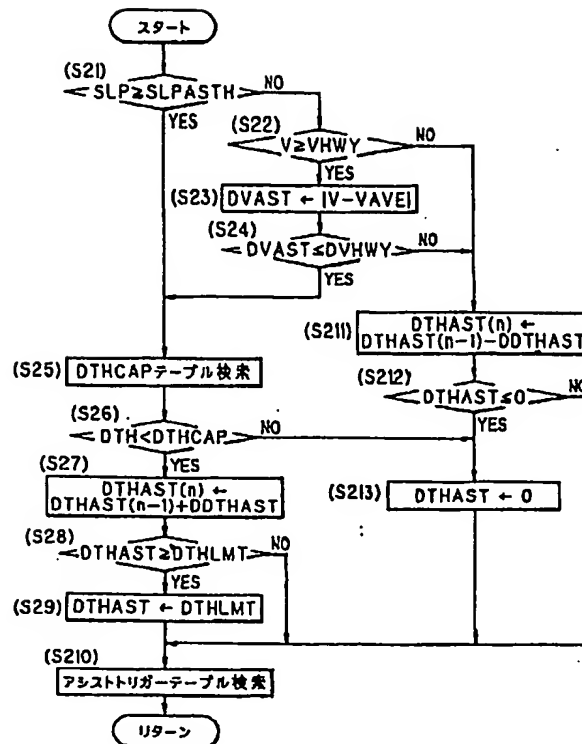 スタート
(S21)
SLP≧SLPASTH
NO
YES
(S22)
V≧VHWY
NO
YES
(S23)
DVAST ← |V-VAVE|
(S24)
DVAST≦DVHWY
NO
YES
(S211)
DTHAST(n) ←
DTHAST(n-1)-DDTHAST
(S25)
DTHCAPテーブル検索
(S212)
DTHAST≦0
NO
YES
(S26)
DTH<DTHCAP
NO
YES
(S27)
DTHAST(n) ←
DTHAST(n-1)+DDTHAST
(S213)
DTHAST ← 0
(S28)
DTHAST≧DTHLMT
NO
YES
(S29)
DTHAST ← DTHLMT
(S210)
アシストトリガーテーブル検索
リターン